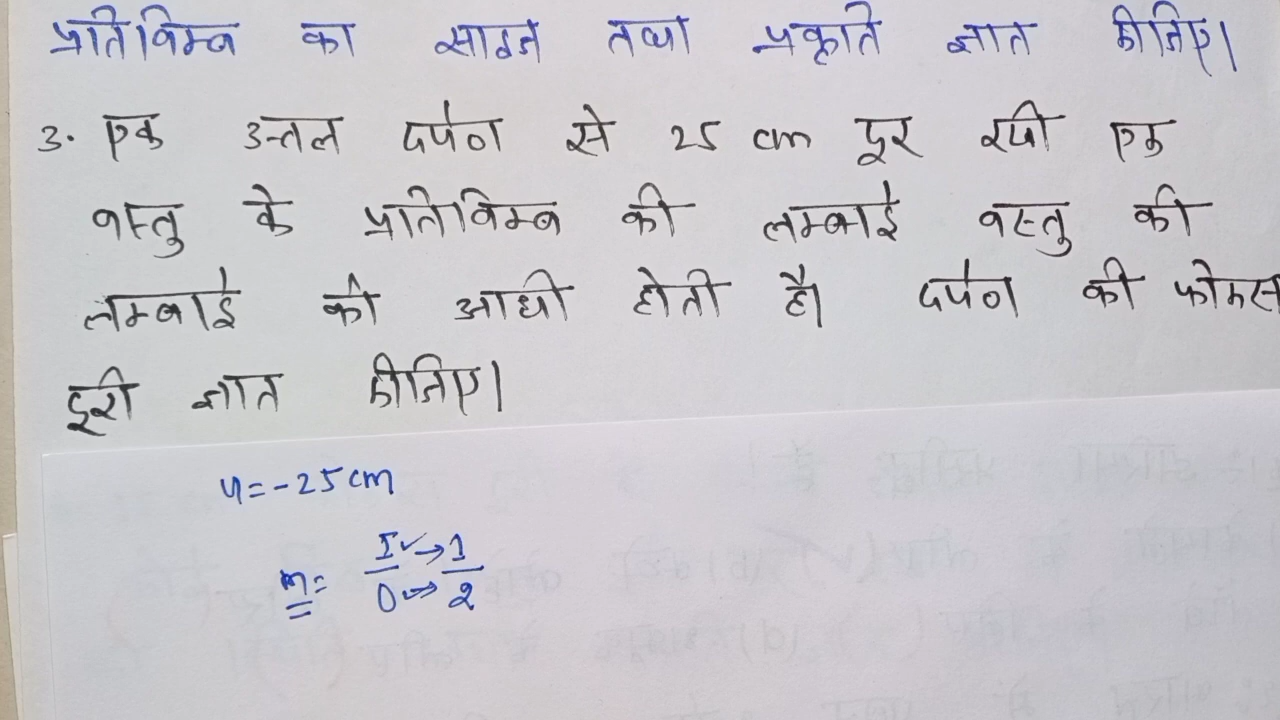 प्रतिबिम्ब का साइज तथा प्रकृति ज्ञात कीजिए।
3. एक उत्तल दर्पण से 25 cm दूर रखी एक
वस्तु के प्रतिबिम्ब की लम्बाई वस्तु की
लम्बाई की आधी होती है। दर्पण की फोकस
दूरी ज्ञात कीजिए।
u = -25 cm
m = I/O → 1/2